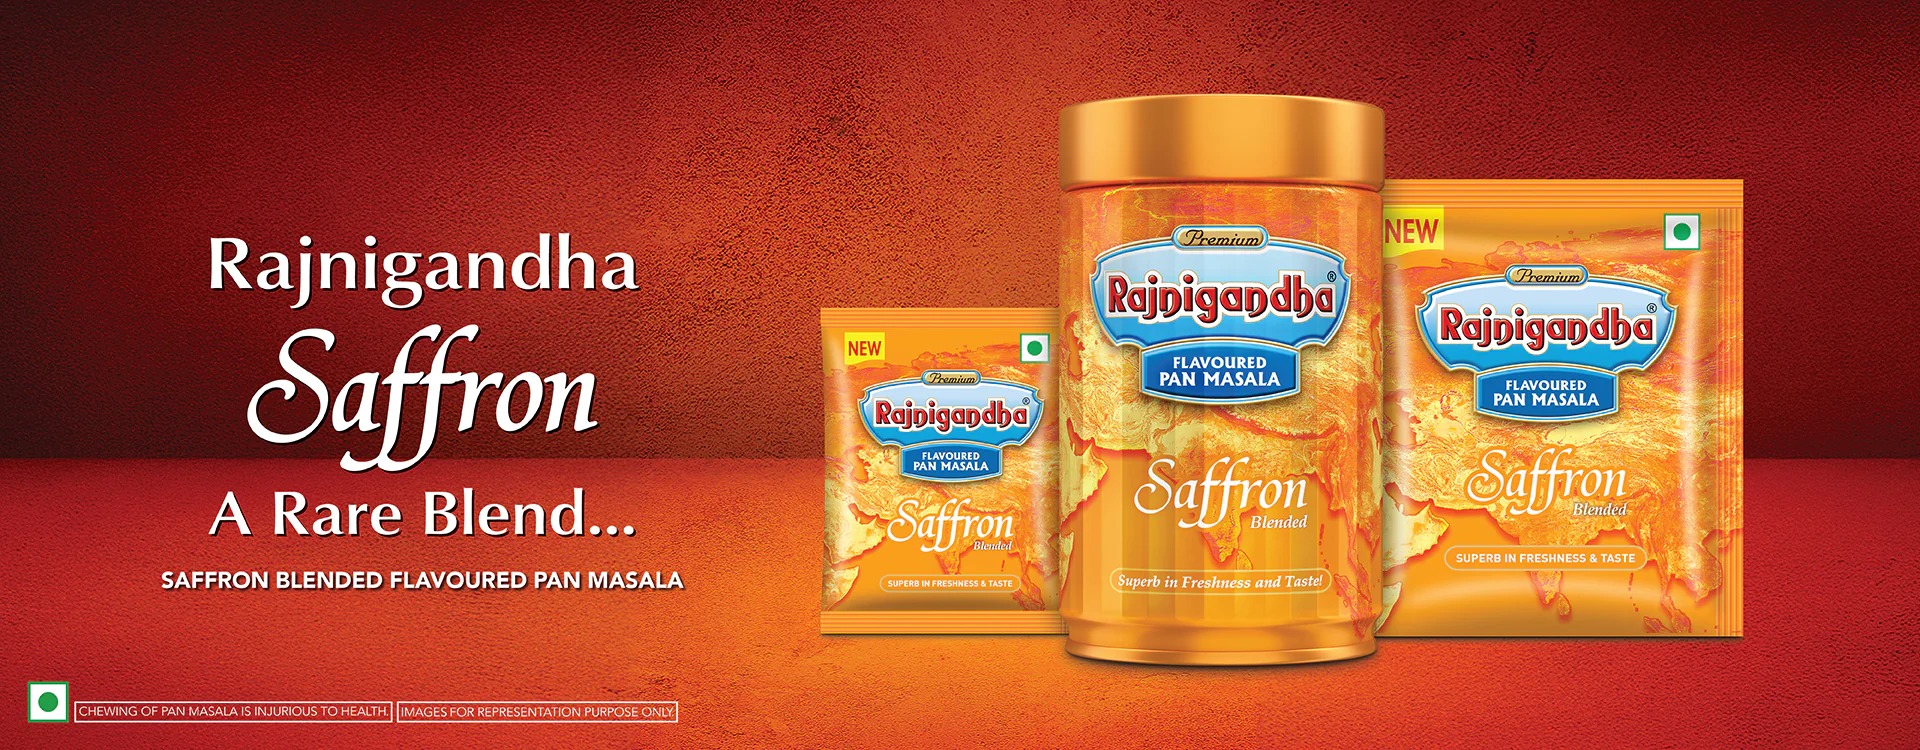 Rajnigandha
Saffron
A Rare Blend...
SAFFRON BLENDED FLAVOURED PAN MASALA
CHEWING OF PAN MASALA IS INJURIOUS TO HEALTH.
IMAGES FOR REPRESENTATION PURPOSE ONLY.
NEW
Premium
Rajnigandha®
FLAVOURED
PAN MASALA
Saffron
Blended
SUPERB IN FRESHNESS & TASTE
Premium
Rajnigandha®
FLAVOURED
PAN MASALA
Saffron
Blended
Superb in Freshness and Taste!
NEW
Premium
Rajnigandha®
FLAVOURED
PAN MASALA
Saffron
Blended
SUPERB IN FRESHNESS & TASTE